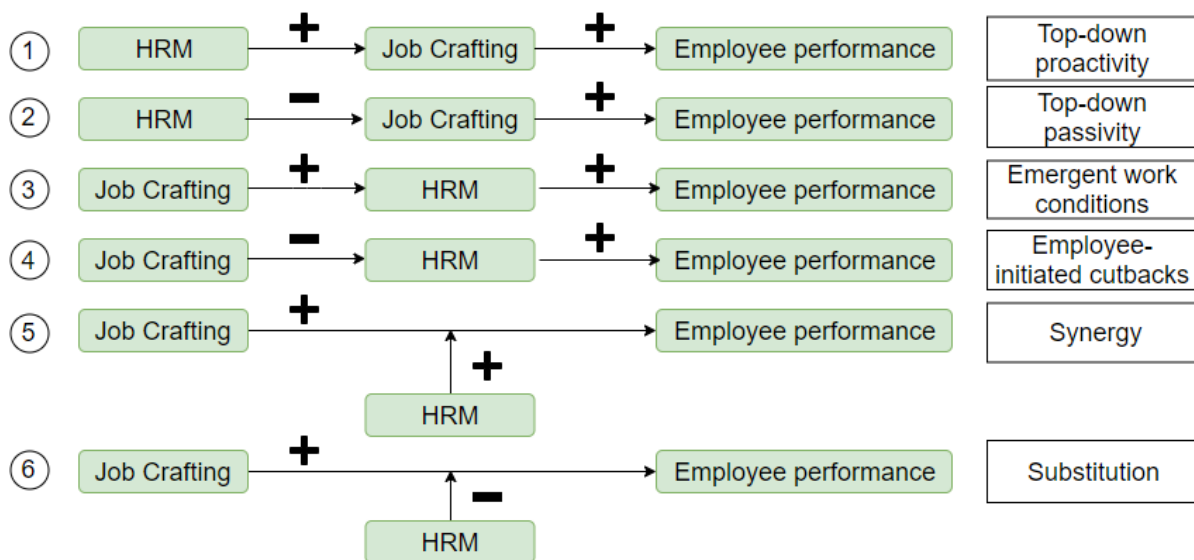 1
HRM
+
Job Crafting
+
Employee performance
Top-down
proactivity
2
HRM
−
Job Crafting
+
Employee performance
Top-down
passivity
3
Job Crafting
+
HRM
+
Employee performance
Emergent work
conditions
4
Job Crafting
−
HRM
+
Employee performance
Employee-
initiated cutbacks
5
Job Crafting
+
Employee performance
Synergy
+
HRM
6
Job Crafting
+
Employee performance
Substitution
−
HRM